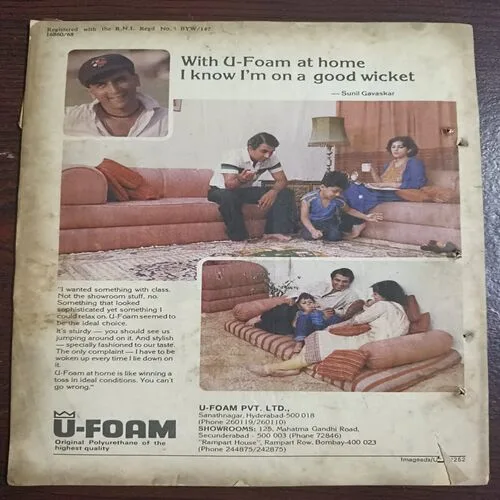 Registered with the R.N.I. Regd No. BYW/147
16860/68
With U-Foam at home
I know I'm on a good wicket
— Sunil Gavaskar
"I wanted something with class.
Not the showroom stuff, no.
Something that looked
sophisticated yet something I
could relax on. U-Foam seemed to
be the ideal choice.
It's sturdy — you should see us
jumping around on it. And stylish
— specially fashioned to our taste.
The only complaint — I have to be
woken up every time I lie down on
it.
U-Foam at home is like winning a
toss in ideal conditions. You can't
go wrong."
U-FOAM
Original Polyurethane of the
highest quality
U-FOAM PVT. LTD.,
Sanathnagar, Hyderabad-500 018
(Phone 260119/260110)
SHOWROOMS: 125, Mahatma Gandhi Road,
Secunderabad - 500 003 (Phone 72846)
"Rampart House", Rampart Row, Bombay-400 023
(Phone 244875/242875)